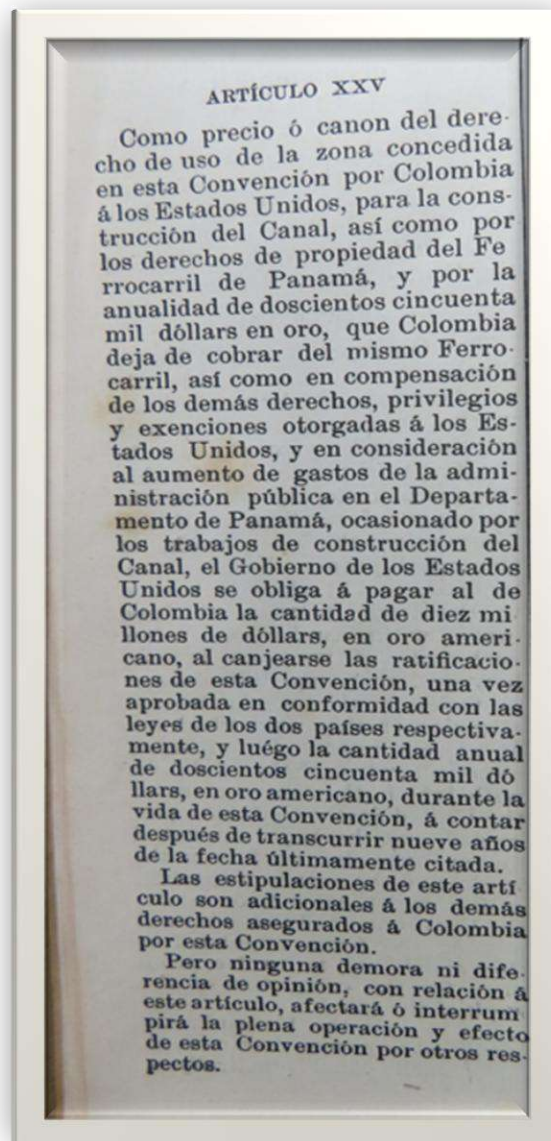 ARTÍCULO XXV
Como precio ó canon del dere-
cho de uso de la zona concedida
en esta Convención por Colombia
á los Estados Unidos, para la cons-
trucción del Canal, así como por
los derechos de propiedad del Fe
rrocarril de Panamá, y por la
anualidad de doscientos cincuenta
mil dóllars en oro, que Colombia
deja de cobrar del mismo Ferro-
carril, así como en compensación
de los demás derechos, privilegios
y exenciones otorgadas á los Es-
tados Unidos, y en consideración
al aumento de gastos de la admi-
nistración pública en el Departa-
mento de Panamá, ocasionado por
los trabajos de construcción del
Canal, el Gobierno de los Estados
Unidos se obliga á pagar al de
Colombia la cantidad de diez mi
llones de dóllars, en oro ameri-
cano, al canjearse las ratificacio-
nes de esta Convención, una vez
aprobada en conformidad con las
leyes de los dos países respectiva-
mente, y luégo la cantidad anual
de doscientos cincuenta mil dó
llars, en oro americano, durante la
vida de esta Convención, á contar
después de transcurrir nueve años
de la fecha últimamente citada.
Las estipulaciones de este artí
culo son adicionales á los demás
derechos asegurados á Colombia
por esta Convención.
Pero ninguna demora ni dife-
rencia de opinión, con relación á
este artículo, afectará ó interrum
pirá la plena operación y efecto
de esta Convención por otros res-
pectos.